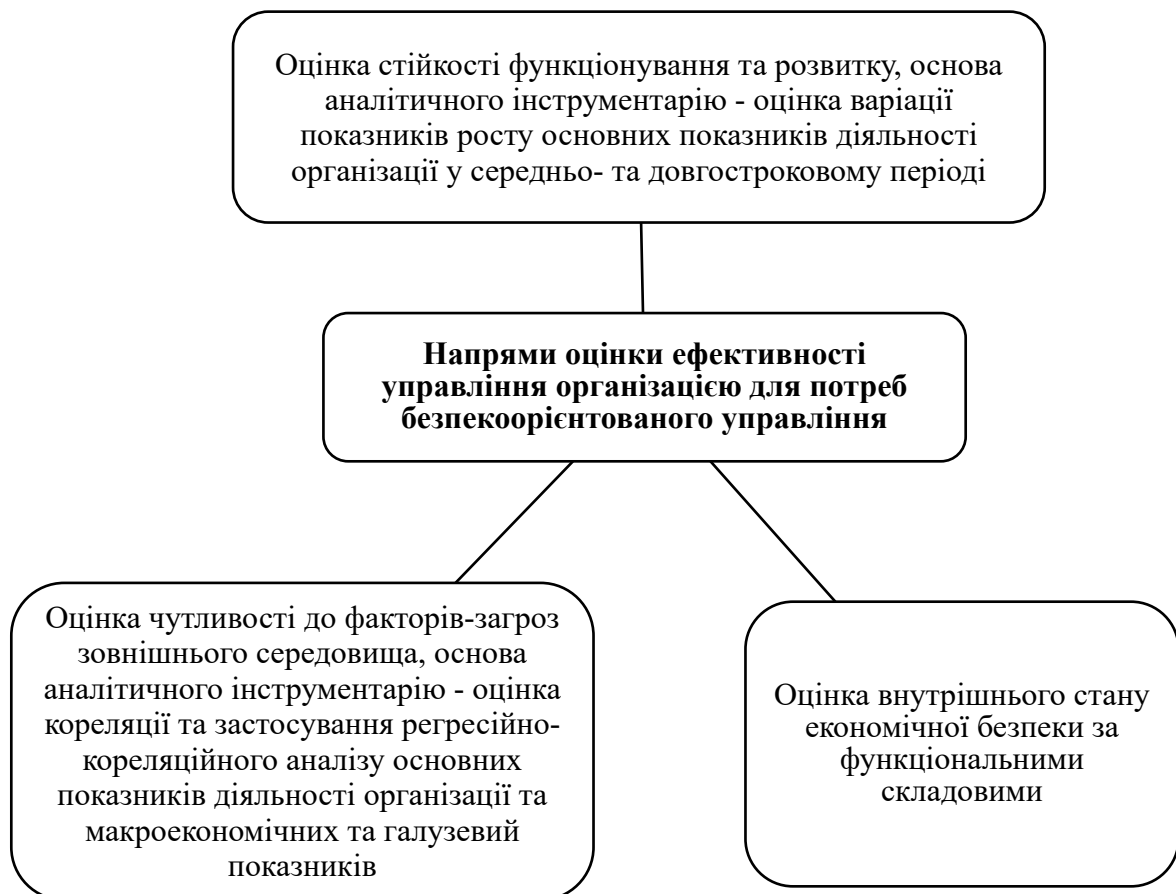 Оцінка стійкості функціонування та розвитку, основа
аналітичного інструментарію - оцінка варіації
показників росту основних показників діяльності
організації у середньо- та довгостроковому періоді
Напрями оцінки ефективності
управління організацією для потреб
безпекоорієнтованого управління
Оцінка чутливості до факторів-загроз
зовнішнього середовища, основа
аналітичного інструментарію - оцінка
кореляції та застосування регресійно-
кореляційного аналізу основних
показників діяльності організації та
макроекономічних та галузевий
показників
Оцінка внутрішнього стану
економічної безпеки за
функціональними
складовими